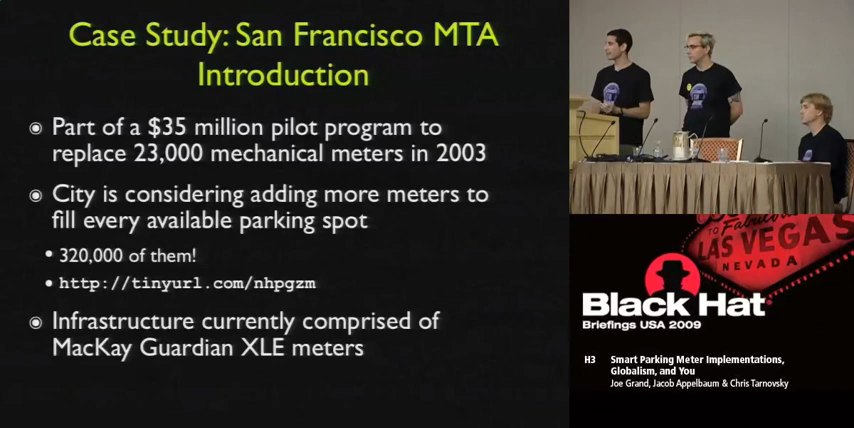 Case Study: San Francisco MTA
Introduction
Part of a $35 million pilot program to
replace 23,000 mechanical meters in 2003
City is considering adding more meters to
fill every available parking spot
320,000 of them!
http://tinyurl.com/nhpgzm
Infrastructure currently comprised of
MacKay Guardian XLE meters
TO Fabulous
LAS VEGAS
NEVADA
Black Hat
Briefings USA 2009
H3 Smart Parking Meter Implementations,
Globalism, and You
Joe Grand, Jacob Appelbaum & Chris Tarnovsky